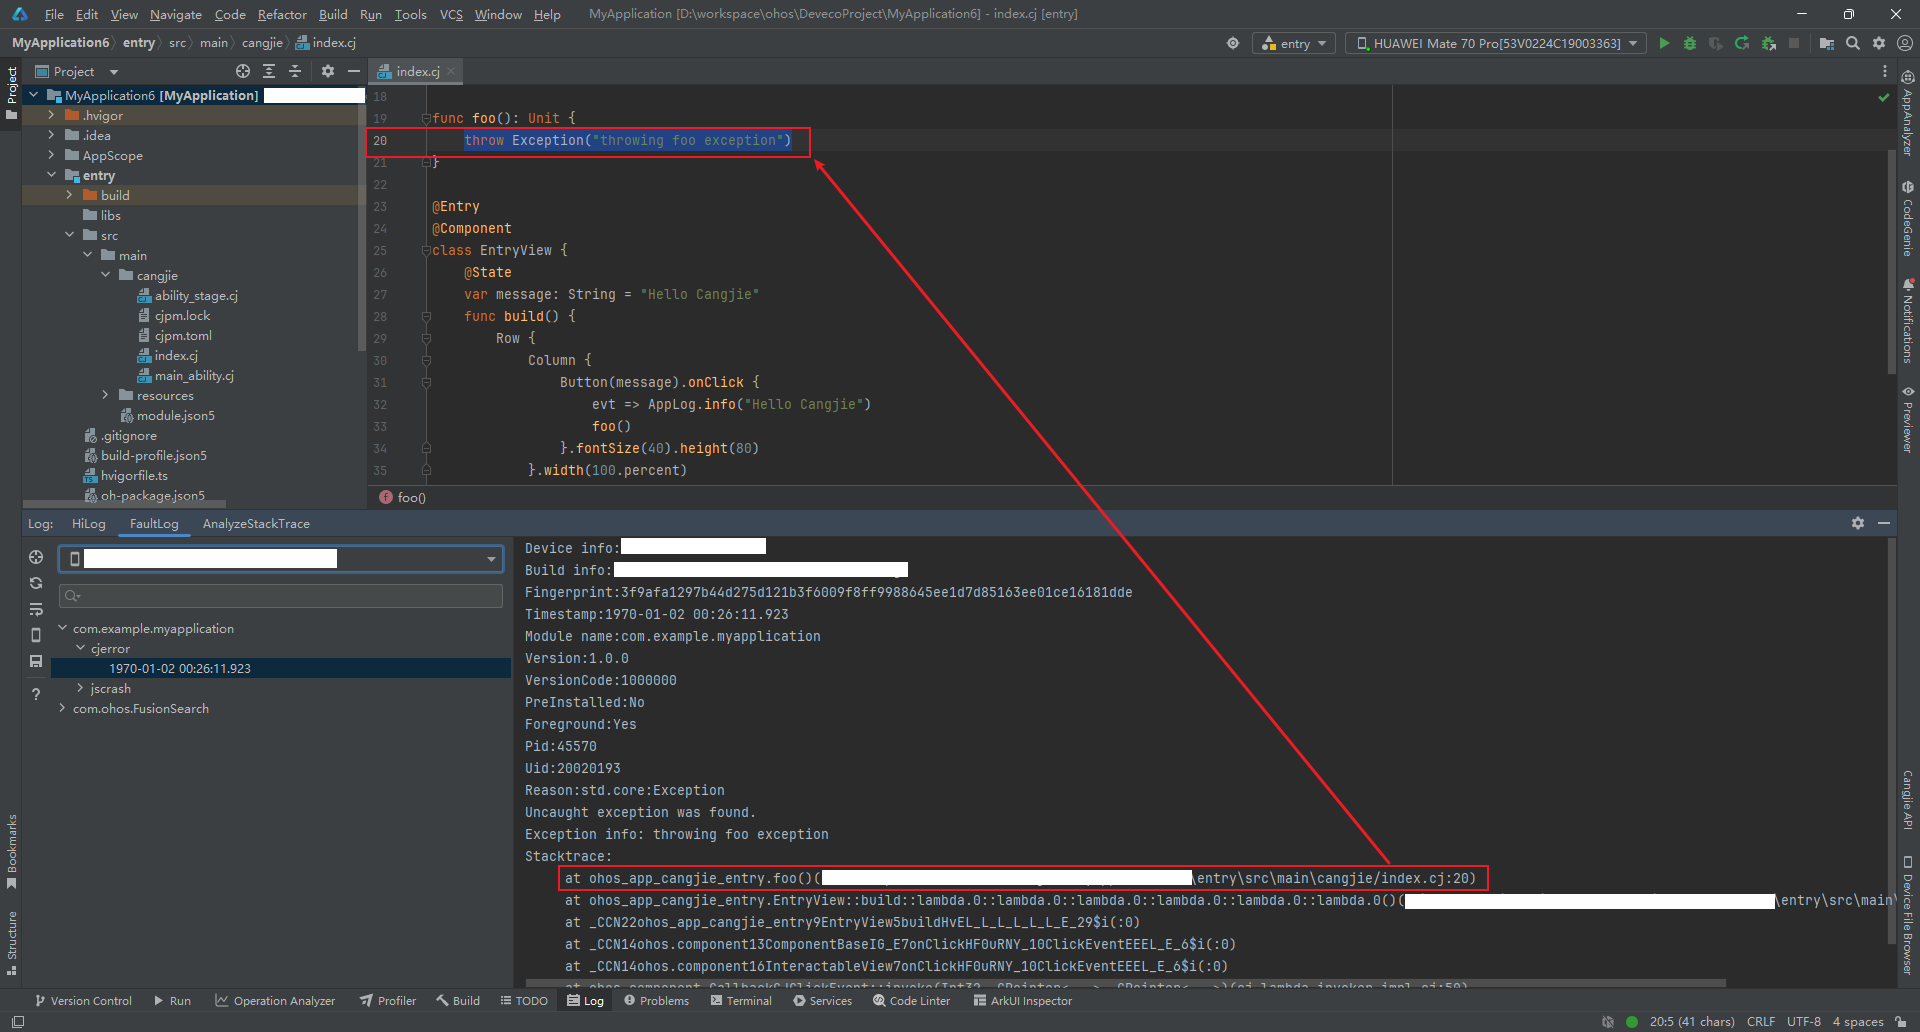 File Edit View Navigate Code Refactor Build Run Tools VCS Window Help MyApplication [D:\workspace\ohos\DevecoProject\MyApplication6] - index.cj [entry]
MyApplication6 entry src main cangjie index.cj
entry HUAWEI Mate 70 Pro[53V0224C19003363]
Project
index.cj
Project
MyApplication6 [MyApplication]
.hvigor
.idea
AppScope
entry
build
libs
src
main
cangjie
ability_stage.cj
cjpm.lock
cjpm.toml
index.cj
main_ability.cj
resources
module.json5
.gitignore
build-profile.json5
hvigorfile.ts
oh-package.json5
18
19 func foo(): Unit {
20 throw Exception("throwing foo exception")
21 }
22
23 @Entry
24 @Component
25 class EntryView {
26 @State
27 var message: String = "Hello Cangjie"
28 func build() {
29 Row {
30 Column {
31 Button(message).onClick {
32 evt => AppLog.info("Hello Cangjie")
33 foo()
34 }.fontSize(40).height(80)
35 }.width(100.percent)
f foo()
AppAnalyzer
CodeGenie
Notifications
Previewer
Cangjie API
Device File Browser
Log: HiLog FaultLog AnalyzeStackTrace
com.example.myapplication
cjerror
1970-01-02 00:26:11.923
jscrash
com.ohos.FusionSearch
Device info:
Build info:
Fingerprint:3f9afa1297b44d275d121b3f6009f8ff9988645ee1d7d85163ee01ce16181dde
Timestamp:1970-01-02 00:26:11.923
Module name:com.example.myapplication
Version:1.0.0
VersionCode:1000000
PreInstalled:No
Foreground:Yes
Pid:45570
Uid:20020193
Reason:std.core:Exception
Uncaught exception was found.
Exception info: throwing foo exception
Stacktrace:
at ohos_app_cangjie_entry.foo()( \entry\src\main\cangjie/index.cj:20)
at ohos_app_cangjie_entry.EntryView::build::lambda.0::lambda.0::lambda.0::lambda.0::lambda.0::lambda.0()( \entry\src\main\
at _CCN22ohos_app_cangjie_entry9EntryView5buildHvEL_L_L_L_L_L_E_29$i(:0)
at _CCN14ohos.component13ComponentBaseIG_E7onClickHF0uRNY_10ClickEventEEEL_E_6$i(:0)
at _CCN14ohos.component16InteractableView7onClickHF0uRNY_10ClickEventEEEL_E_6$i(:0)
Bookmarks
Structure
Version Control Run Operation Analyzer Profiler Build TODO Log Problems Terminal Services Code Linter ArkUI Inspector
20:5 (41 chars) CRLF UTF-8 4 spaces